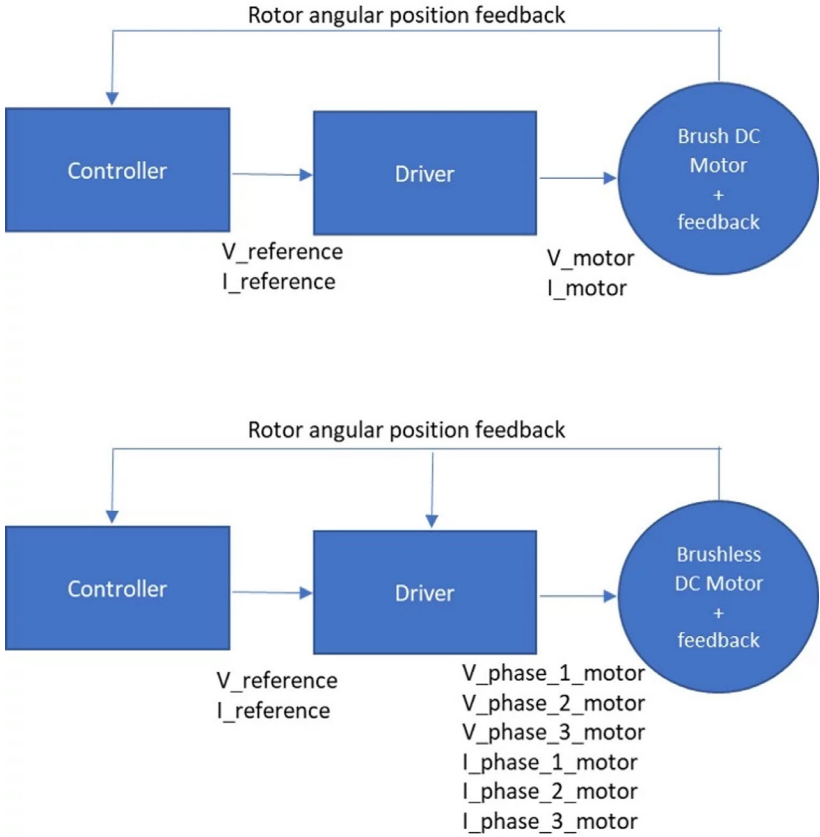 Rotor angular position feedback
Controller
Driver
Brush DC
Motor
+
feedback
V_reference
I_reference
V_motor
I_motor
Rotor angular position feedback
Controller
Driver
Brushless
DC Motor
+
feedback
V_reference
I_reference
V_phase_1_motor
V_phase_2_motor
V_phase_3_motor
I_phase_1_motor
I_phase_2_motor
I_phase_3_motor